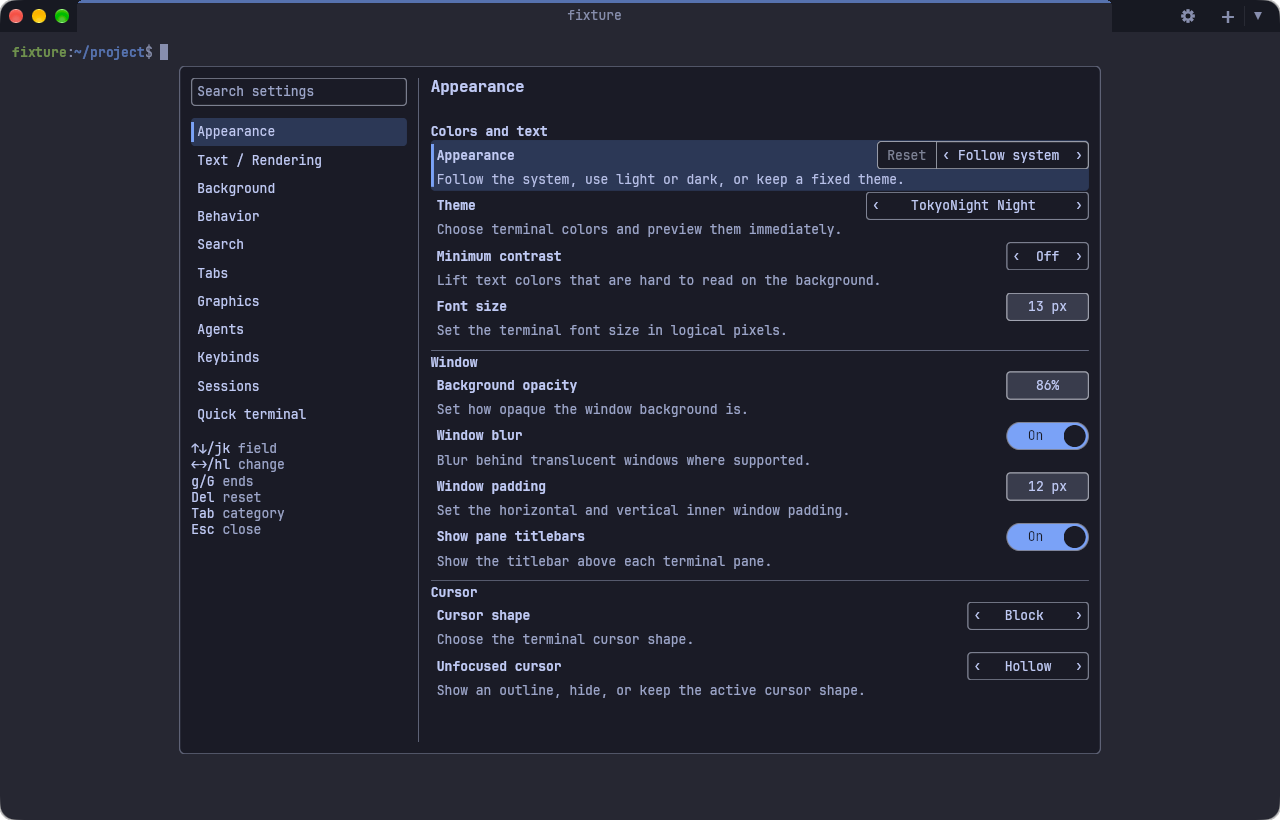 fixture
fixture:~/project$
Search settings
Appearance
Text / Rendering
Background
Behavior
Search
Tabs
Graphics
Agents
Keybinds
Sessions
Quick terminal
↑↓/jk field
↔/hl change
g/G ends
Del reset
Tab category
Esc close
Appearance
Colors and text
Appearance Reset ‹ Follow system ›
Follow the system, use light or dark, or keep a fixed theme.
Theme ‹ TokyoNight Night ›
Choose terminal colors and preview them immediately.
Minimum contrast ‹ Off ›
Lift text colors that are hard to read on the background.
Font size 13 px
Set the terminal font size in logical pixels.
Window
Background opacity 86%
Set how opaque the window background is.
Window blur On
Blur behind translucent windows where supported.
Window padding 12 px
Set the horizontal and vertical inner window padding.
Show pane titlebars On
Show the titlebar above each terminal pane.
Cursor
Cursor shape ‹ Block ›
Choose the terminal cursor shape.
Unfocused cursor ‹ Hollow ›
Show an outline, hide, or keep the active cursor shape.